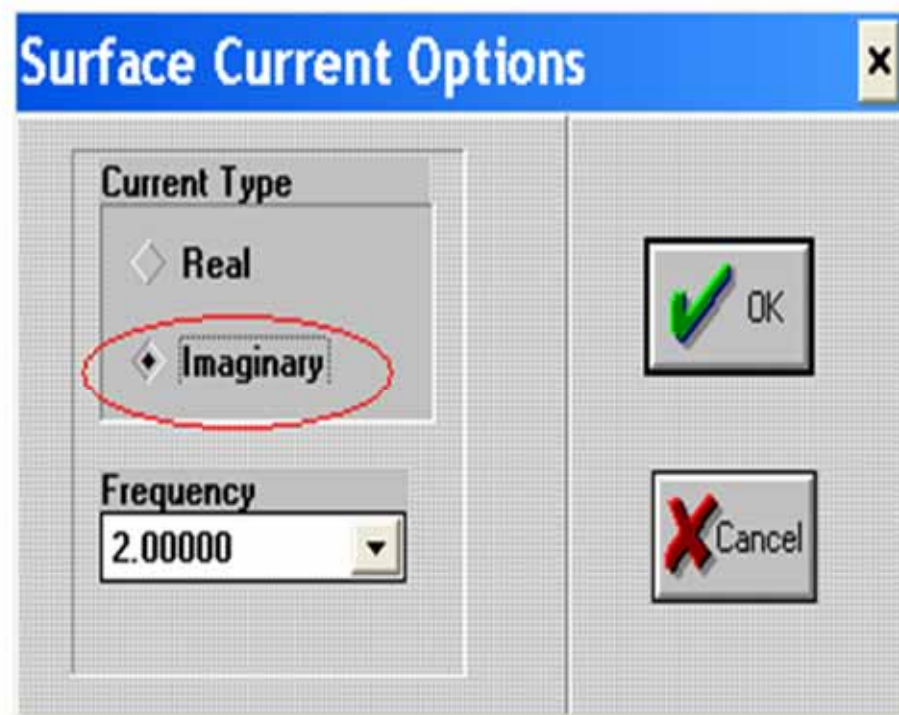 Surface Current Options
Current Type
Real
Imaginary
Frequency
2.00000
OK
Cancel